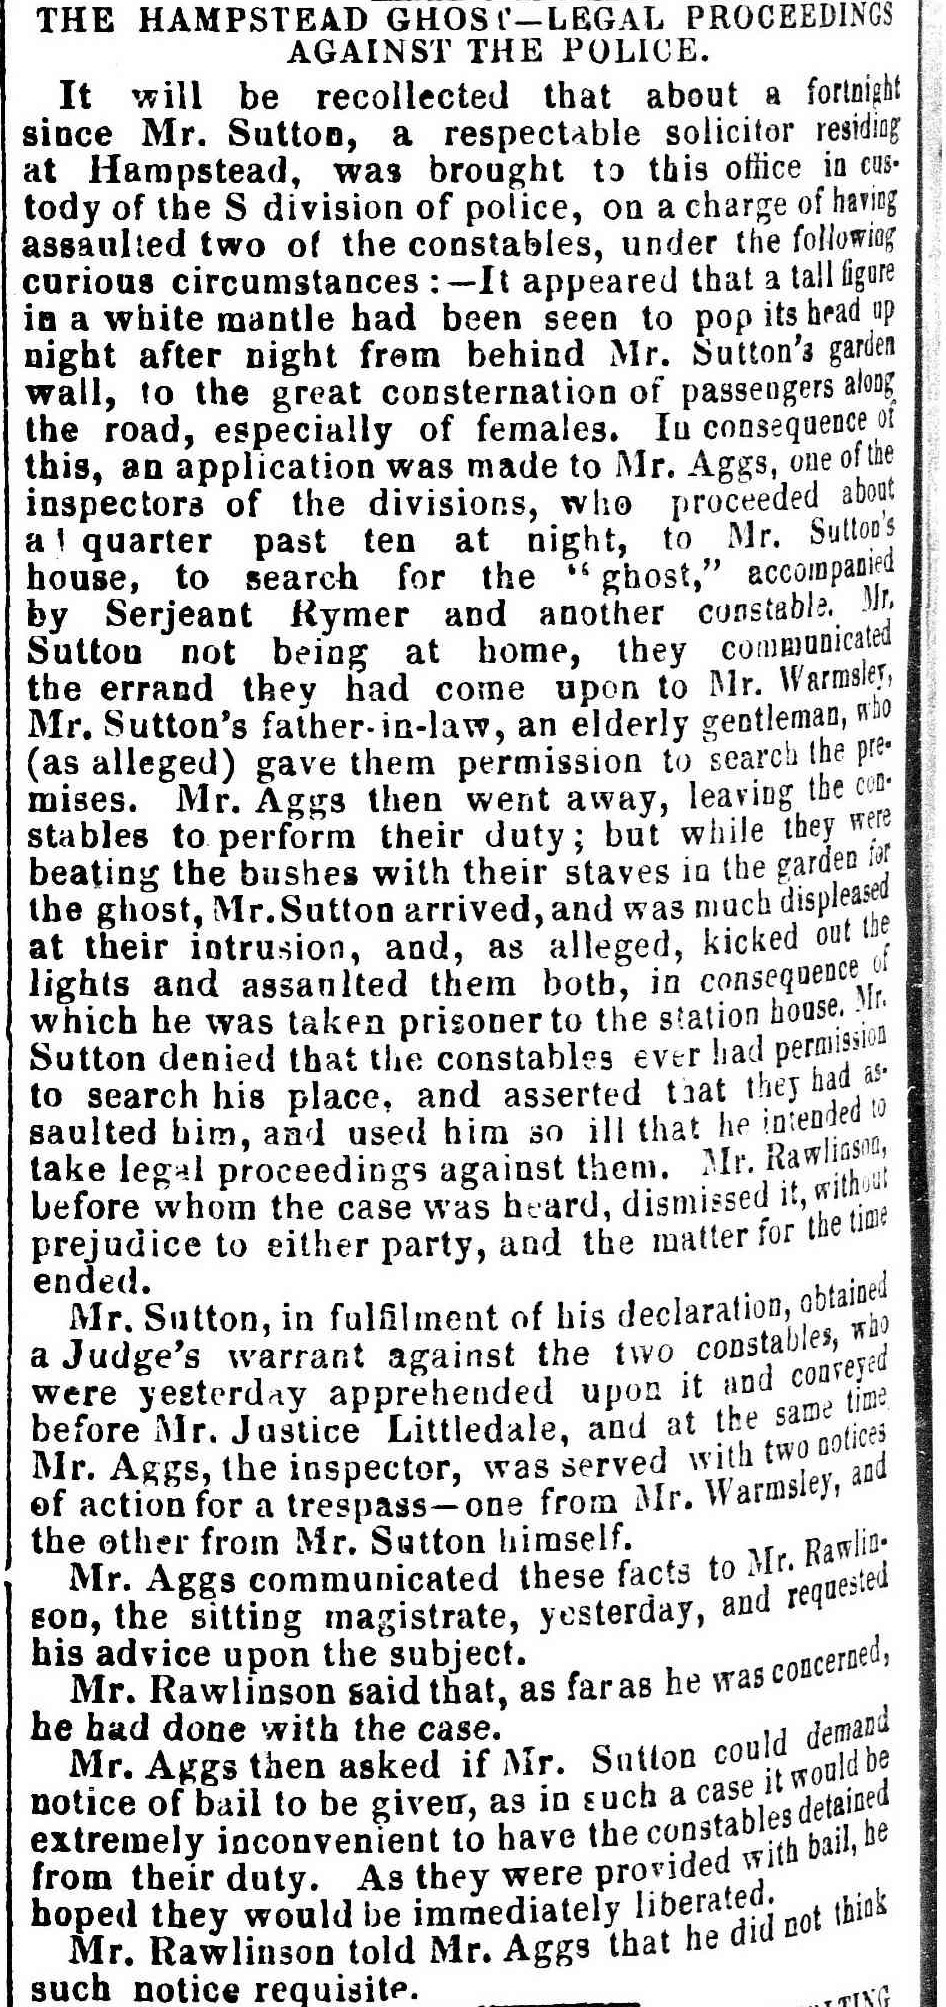 THE HAMPSTEAD GHOST—LEGAL PROCEEDINGS
AGAINST THE POLICE.
It will be recollected that about a fortnight
since Mr. Sutton, a respectable solicitor residing
at Hampstead, was brought to this office in cus-
tody of the S division of police, on a charge of having
assaulted two of the constables, under the following
curious circumstances :—It appeared that a tall figure
in a white mantle had been seen to pop its head up
night after night from behind Mr. Sutton's garden
wall, to the great consternation of passengers along
the road, especially of females. In consequence of
this, an application was made to Mr. Aggs, one of the
inspectors of the divisions, who proceeded about
a quarter past ten at night, to Mr. Sutton's
house, to search for the "ghost," accompanied
by Serjeant Rymer and another constable. Mr.
Sutton not being at home, they communicated
the errand they had come upon to Mr. Warmsley,
Mr. Sutton's father-in-law, an elderly gentleman, who
(as alleged) gave them permission to search the pre-
mises. Mr. Aggs then went away, leaving the con-
stables to perform their duty; but while they were
beating the bushes with their staves in the garden for
the ghost, Mr. Sutton arrived, and was much displeased
at their intrusion, and, as alleged, kicked out the
lights and assaulted them both, in consequence of
which he was taken prisoner to the station house. Mr.
Sutton denied that the constables ever had permission
to search his place, and asserted that they had as-
saulted him, and used him so ill that he intended to
take legal proceedings against them. Mr. Rawlinson,
before whom the case was heard, dismissed it, without
prejudice to either party, and the matter for the time
ended.
Mr. Sutton, in fulfilment of his declaration, obtained
a Judge's warrant against the two constables, who
were yesterday apprehended upon it and conveyed
before Mr. Justice Littledale, and at the same time
Mr. Aggs, the inspector, was served with two notices
of action for a trespass—one from Mr. Warmsley, and
the other from Mr. Sutton himself.
Mr. Aggs communicated these facts to Mr. Rawlin-
son, the sitting magistrate, yesterday, and requested
his advice upon the subject.
Mr. Rawlinson said that, as far as he was concerned,
he had done with the case.
Mr. Aggs then asked if Mr. Sutton could demand
notice of bail to be given, as in such a case it would be
extremely inconvenient to have the constables detained
from their duty. As they were provided with bail, he
hoped they would be immediately liberated.
Mr. Rawlinson told Mr. Aggs that he did not think
such notice requisite.